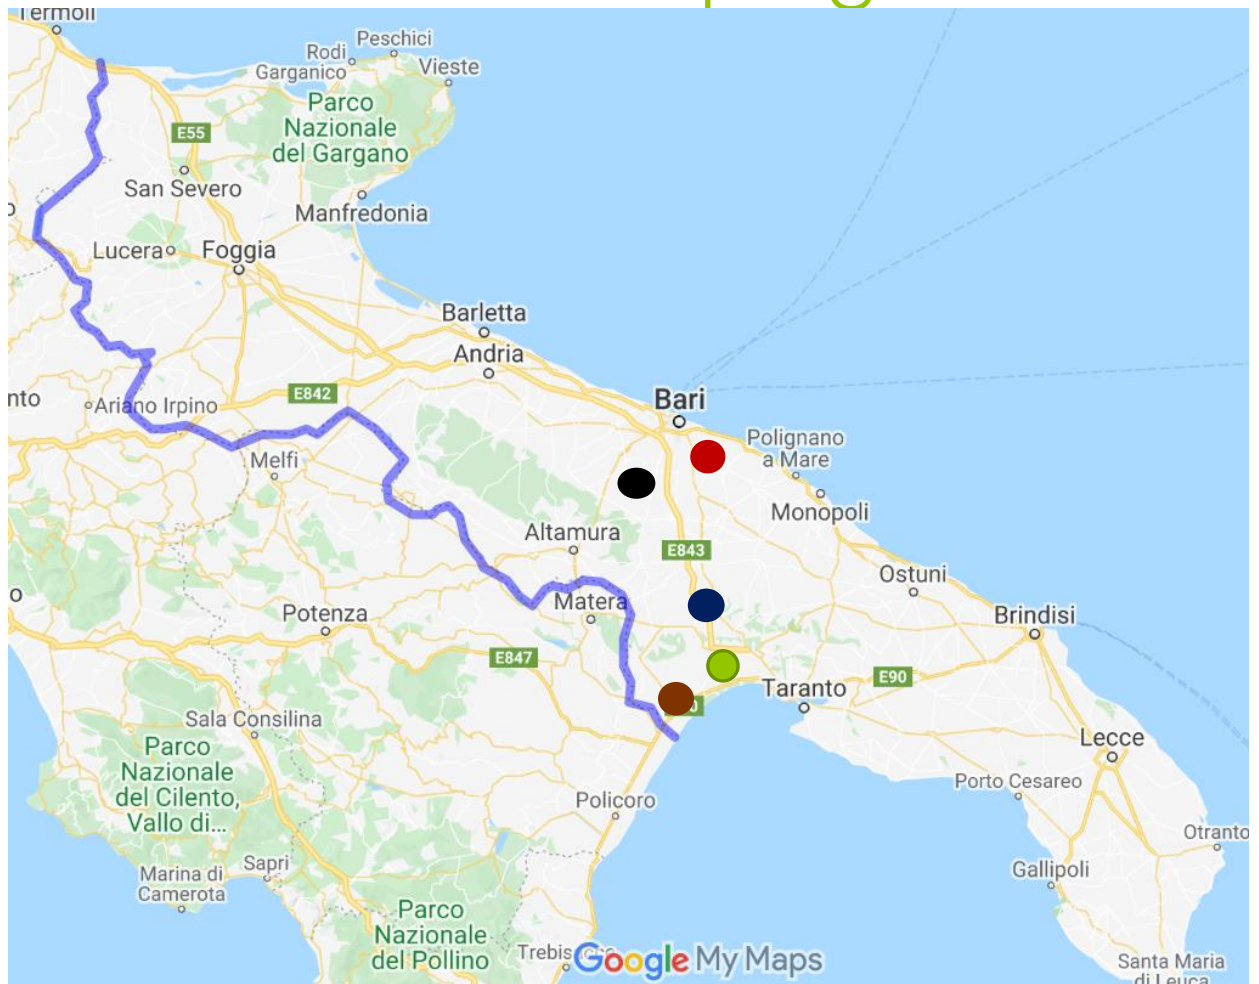 Termoli
Peschici
Rodi
Garganico
Vieste
Parco
Nazionale
del Gargano
E55
San Severo
Manfredonia
Lucera
Foggia
Barletta
Andria
E842
nto
Ariano Irpino
Bari
Polignano
a Mare
Melfi
Monopoli
Altamura
E843
Ostuni
Matera
Potenza
Brindisi
E847
E90
Taranto
Sala Consilina
Lecce
Parco
Nazionale
del Cilento,
Vallo di...
Porto Cesareo
Policoro
Otranto
Sapri
Gallipoli
Marina di
Camerota
Parco
Nazionale
del Pollino
Google My Maps
Santa Maria
di Leuca